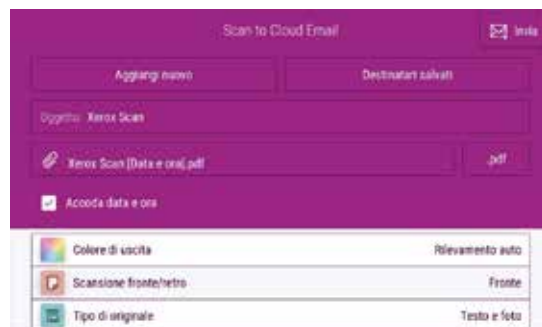 Scan to Cloud Email
Invia
Aggiungi nuovo
Destinatari salvati
Oggetto: Xerox Scan
Xerox Scan [Data e ora].pdf
.pdf
Accoda data e ora
Colore di uscita
Rilevamento auto
Scansione fronte/retro
Fronte
Tipo di originale
Testo e foto